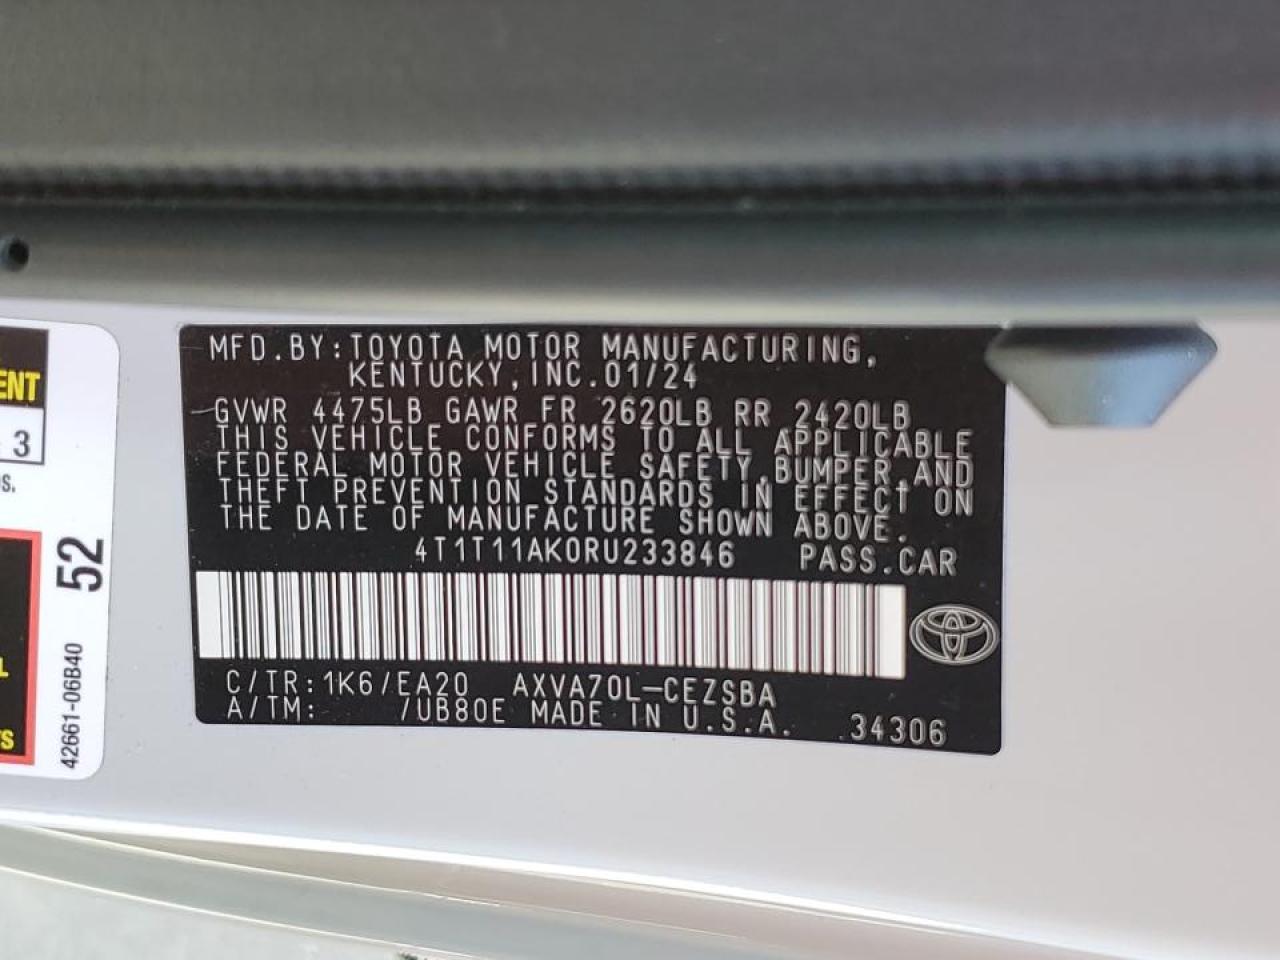 MFD.BY:TOYOTA MOTOR MANUFACTURING,
KENTUCKY,INC.01/24
GVWR 4475LB GAWR FR 2620LB RR 2420LB
THIS VEHICLE CONFORMS TO ALL APPLICABLE
FEDERAL MOTOR VEHICLE SAFETY,BUMPER,AND
THEFT PREVENTION STANDARDS IN EFFECT ON
THE DATE OF MANUFACTURE SHOWN ABOVE.
4T1T11AK0RU233846 PASS.CAR
C/TR:1K6/EA20 AXVA70L-CEZSBA
A/TM: /UB80E MADE IN U.S.A. 34306
3
52
42661-06B40